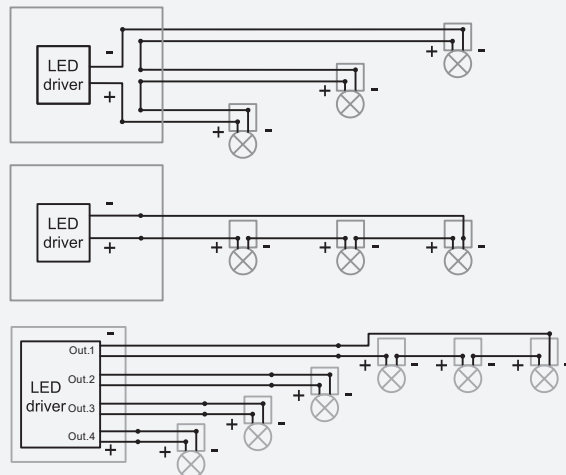 -
LED
driver
+
+ -
+ -
+ -
-
LED
driver
+
+ - + - + -
-
Out.1
+ - + - + -
LED
driver
Out.2
+ -
Out.3
+ -
Out.4
+
+ -